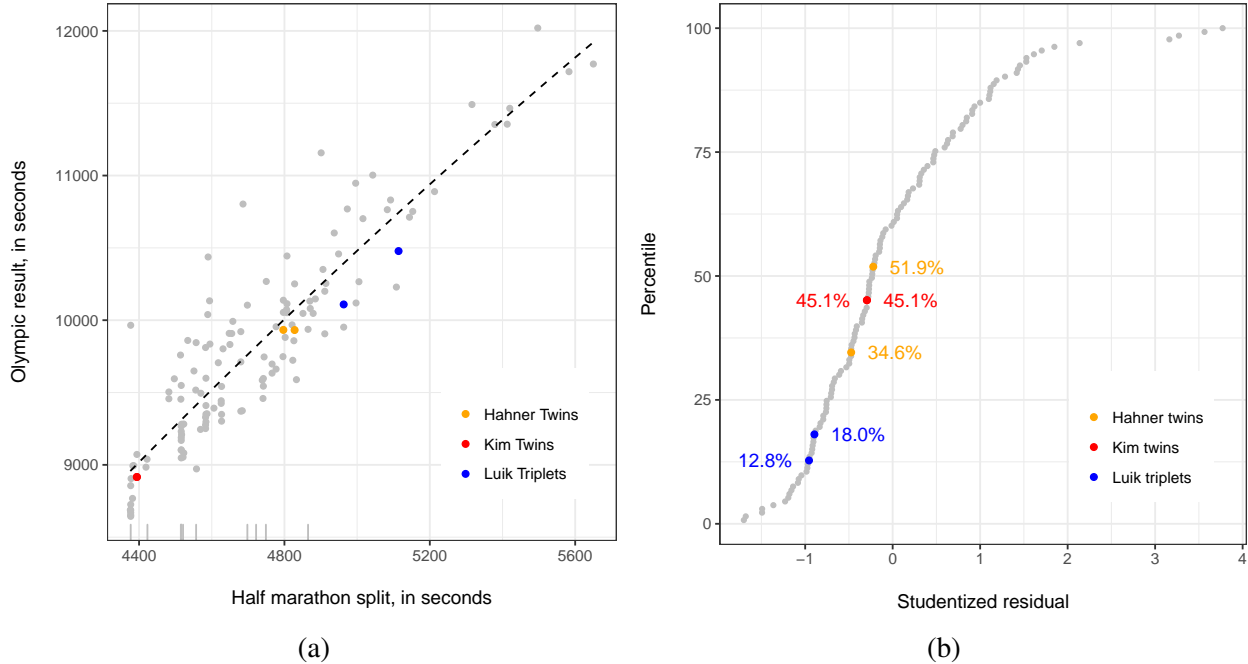 12000
11000
10000
9000
4400
4800
5200
5600
Olympic result, in seconds
Half marathon split, in seconds
Hahner Twins
Kim Twins
Luik Triplets
(a)
100
75
50
25
0
−1
0
1
2
3
4
Percentile
Studentized residual
51.9%
45.1%
45.1%
34.6%
18.0%
12.8%
Hahner twins
Kim twins
Luik triplets
(b)